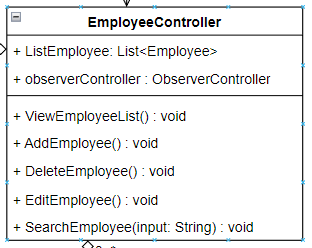 EmployeeController
+ ListEmployee: List<Employee>
+ observerController : ObserverController
+ ViewEmployeeList() : void
+ AddEmployee() : void
+ DeleteEmployee() : void
+ EditEmployee() : void
+ SearchEmployee(input: String) : void